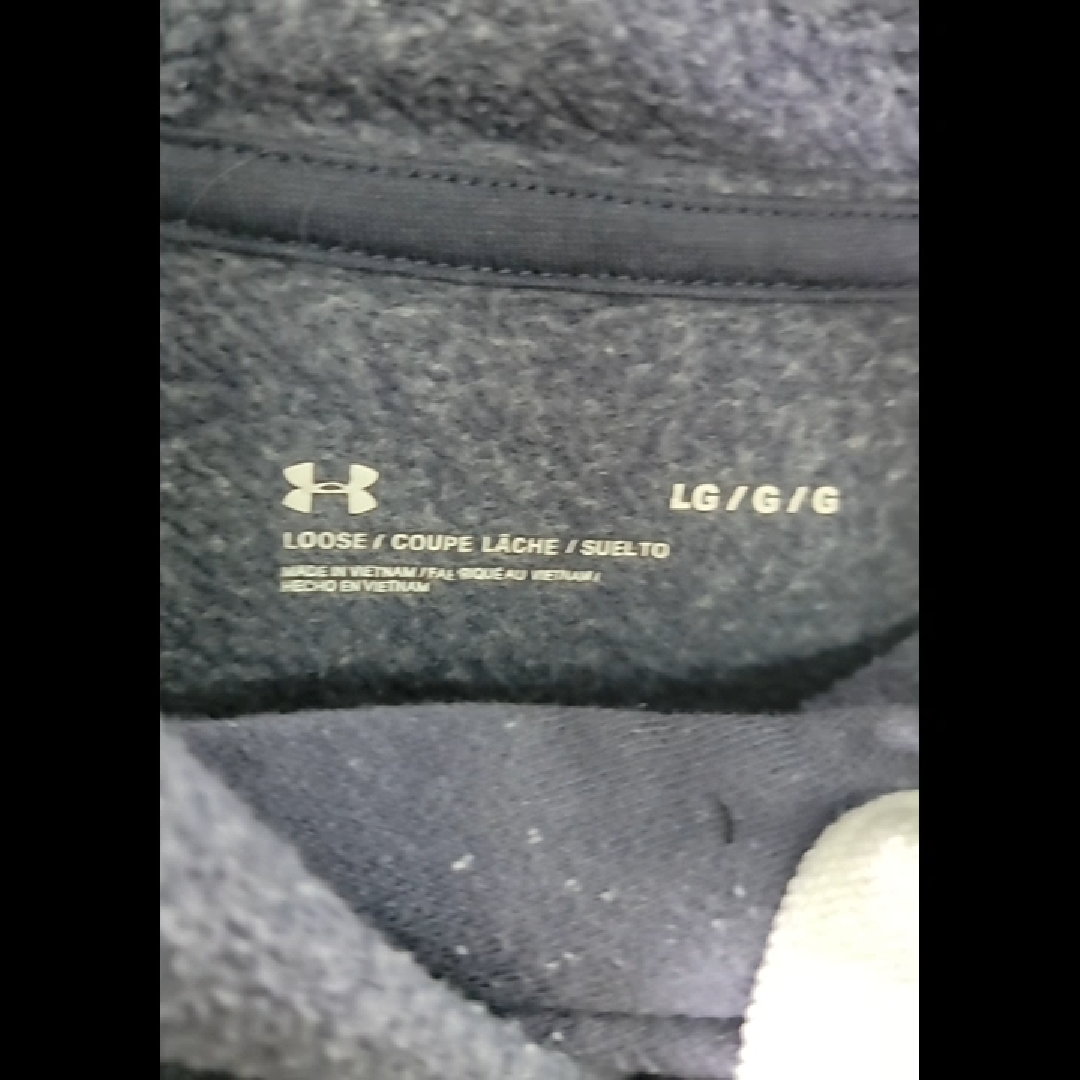 LG / G / G
LOOSE / COUPE LÂCHE / SUELTO
MADE IN VIETNAM / FABRIQUÉ AU VIETNAM /
HECHO EN VIETNAM